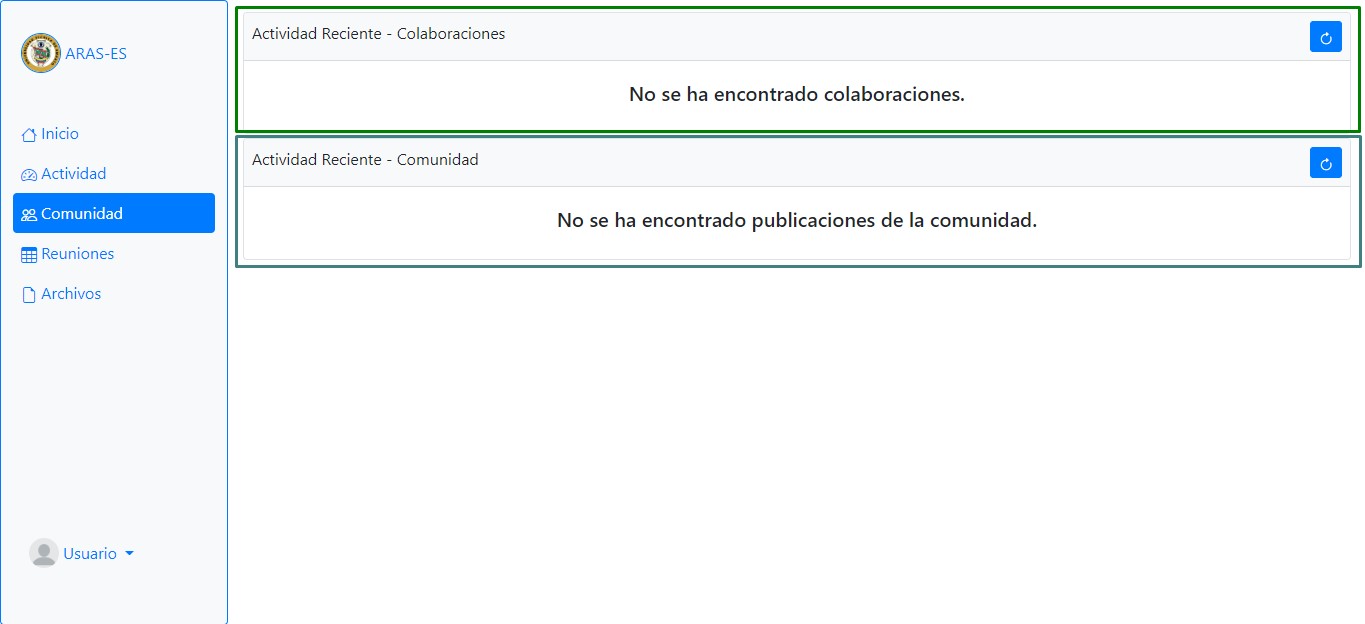 ARAS-ES
Inicio
Actividad
Comunidad
Reuniones
Archivos
Usuario
Actividad Reciente - Colaboraciones
No se ha encontrado colaboraciones.
Actividad Reciente - Comunidad
No se ha encontrado publicaciones de la comunidad.